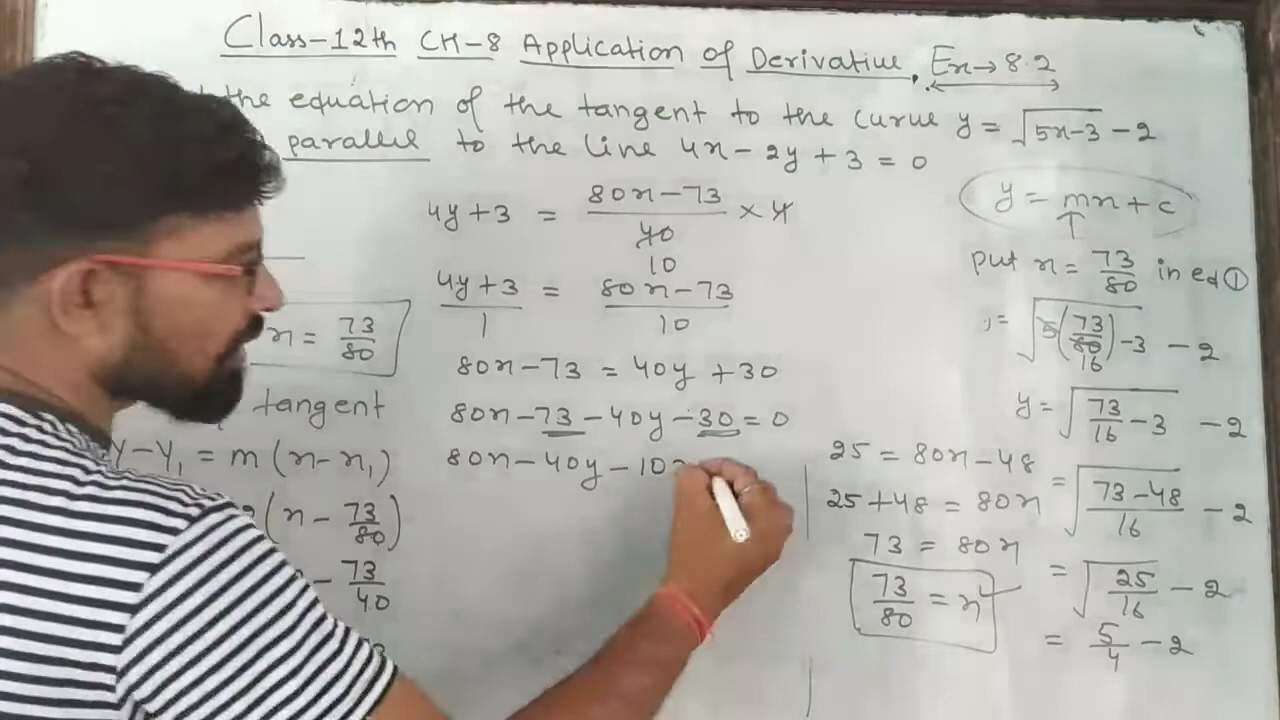 Class-12th CH-8 Application of Derivative, Ex→8.2
the equation of the tangent to the curve y = √(5x-3) -2
parallel to the line 4x - 2y + 3 = 0
x = 73/80
tangent
y-y₁ = m(x-x₁)
(x - 73/80)
- 73/40
4y+3 = (80x-73)/40 × 4
10
(4y+3)/1 = (80x-73)/10
80x-73 = 40y +30
80x-73-40y-30=0
80x-40y-10
25 = 80x-48
25+48 = 80x
73 = 80x
73/80 = x
y = mx + c
↑
put x = 73/80 in eq ①
= √(5(73/80)-3) -2
16
y = √(73/16 -3) -2
= √((73-48)/16) -2
= √(25/16) -2
= 5/4 -2